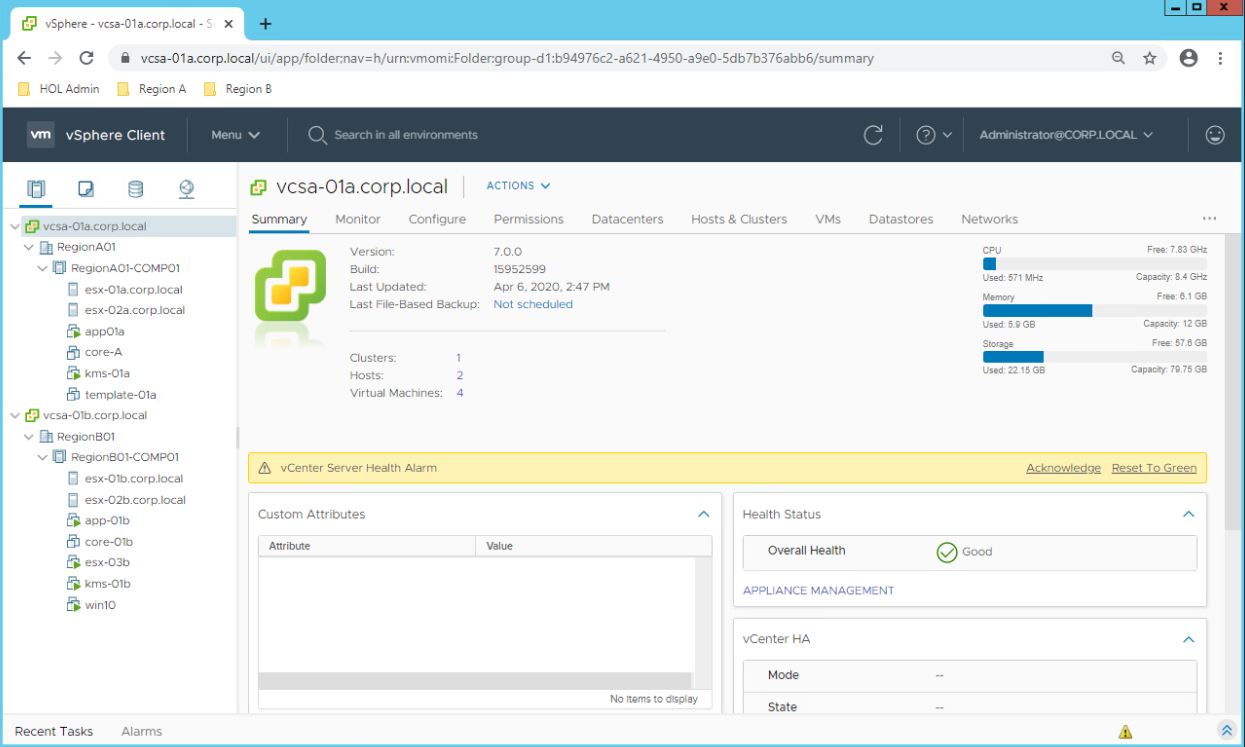 vSphere - vcsa-01a.corp.local - S
vcsa-01a.corp.local/ui/app/folder;nav=h/urn:vmomi:Folder:group-d1:b94976c2-a621-4950-a9e0-5db7b376abb6/summary
HOL Admin Region A Region B
vm vSphere Client Menu Search in all environments Administrator@CORP.LOCAL
vcsa-01a.corp.local
RegionA01
RegionA01-COMP01
esx-01a.corp.local
esx-02a.corp.local
app01a
core-A
kms-01a
template-01a
vcsa-01b.corp.local
RegionB01
RegionB01-COMP01
esx-01b.corp.local
esx-02b.corp.local
app-01b
core-01b
esx-03b
kms-01b
win10
vcsa-01a.corp.local ACTIONS
Summary Monitor Configure Permissions Datacenters Hosts & Clusters VMs Datastores Networks
Version: 7.0.0
Build: 15952599
Last Updated: Apr 6, 2020, 2:47 PM
Last File-Based Backup: Not scheduled
Clusters: 1
Hosts: 2
Virtual Machines: 4
CPU Free: 7.83 GHz
Used: 571 MHz Capacity: 8.4 GHz
Memory Free: 6.1 GB
Used: 5.9 GB Capacity: 12 GB
Storage Free: 57.6 GB
Used: 22.15 GB Capacity: 79.75 GB
vCenter Server Health Alarm Acknowledge Reset To Green
Custom Attributes
Attribute Value
No items to display
Health Status
Overall Health Good
APPLIANCE MANAGEMENT
vCenter HA
Mode --
State --
Recent Tasks Alarms